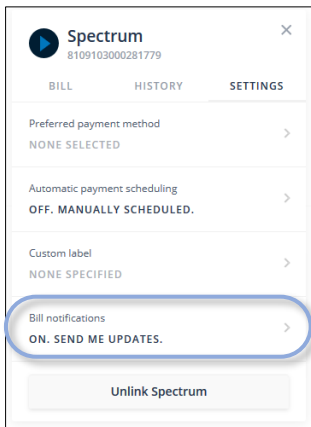 Spectrum
8109103000281779
BILL HISTORY SETTINGS
Preferred payment method
NONE SELECTED
Automatic payment scheduling
OFF. MANUALLY SCHEDULED.
Custom label
NONE SPECIFIED
Bill notifications
ON. SEND ME UPDATES.
Unlink Spectrum